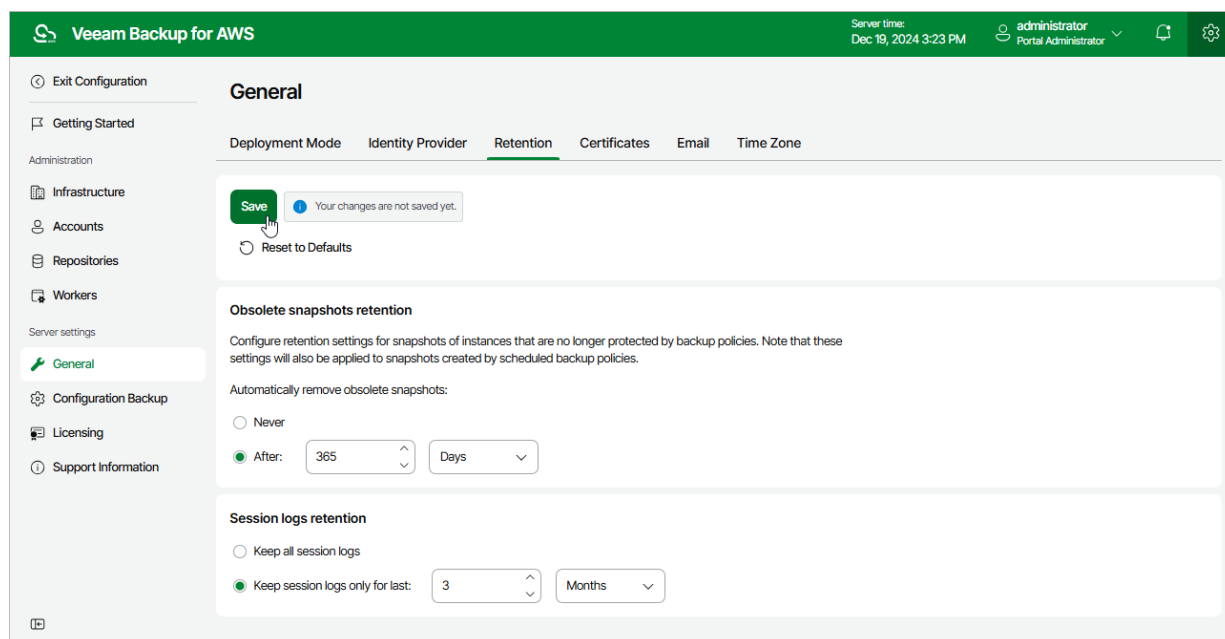 Veeam Backup for AWS
Server time:
Dec 19, 2024 3:23 PM
administrator
Portal Administrator
Exit Configuration
Getting Started
Administration
Infrastructure
Accounts
Repositories
Workers
Server settings
General
Configuration Backup
Licensing
Support Information
General
Deployment Mode Identity Provider Retention Certificates Email Time Zone
Save Your changes are not saved yet.
Reset to Defaults
Obsolete snapshots retention
Configure retention settings for snapshots of instances that are no longer protected by backup policies. Note that these
settings will also be applied to snapshots created by scheduled backup policies.
Automatically remove obsolete snapshots:
Never
After: 365 Days
Session logs retention
Keep all session logs
Keep session logs only for last: 3 Months